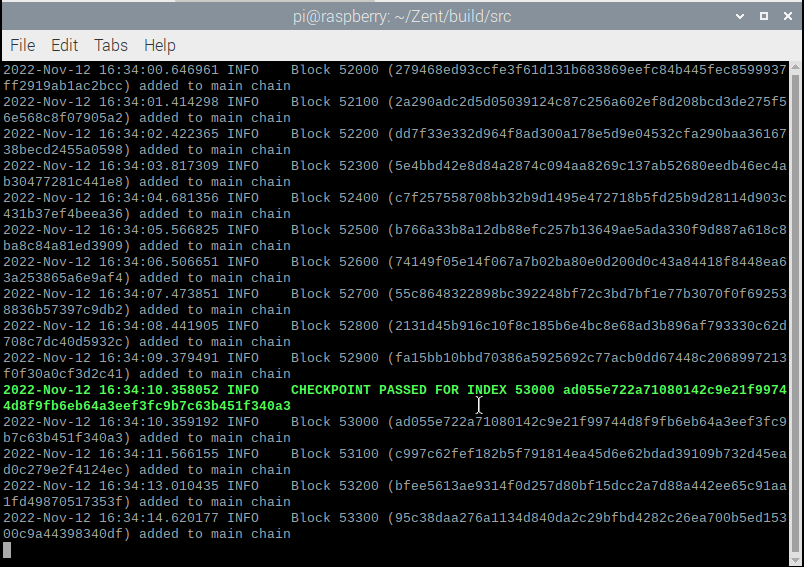 pi@raspberry: ~/Zent/build/src
File Edit Tabs Help
2022-Nov-12 16:34:00.646961 INFO    Block 52000 (279468ed93ccfe3f61d131b683869eefc84b445fec8599937
ff2919ab1ac2bcc) added to main chain
2022-Nov-12 16:34:01.414298 INFO    Block 52100 (2a290adc2d5d05039124c87c256a602ef8d208bcd3de275f5
6e568c8f07905a2) added to main chain
2022-Nov-12 16:34:02.422365 INFO    Block 52200 (dd7f33e332d964f8ad300a178e5d9e04532cfa290baa36167
38becd2455a0598) added to main chain
2022-Nov-12 16:34:03.817309 INFO    Block 52300 (5e4bbd42e8d84a2874c094aa8269c137ab52680eedb46ec4a
b30477281c441e8) added to main chain
2022-Nov-12 16:34:04.681356 INFO    Block 52400 (c7f257558708bb32b9d1495e472718b5fd25b9d28114d903c
431b37ef4beea36) added to main chain
2022-Nov-12 16:34:05.566825 INFO    Block 52500 (b766a33b8a12db88efc257b13649ae5ada330f9d887a618c8
ba8c84a81ed3909) added to main chain
2022-Nov-12 16:34:06.506651 INFO    Block 52600 (74149f05e14f067a7b02ba80e0d200d0c43a84418f8448ea6
3a253865a6e9af4) added to main chain
2022-Nov-12 16:34:07.473851 INFO    Block 52700 (55c8648322898bc392248bf72c3bd7bf1e77b3070f0f69253
8836b57397c9db2) added to main chain
2022-Nov-12 16:34:08.441905 INFO    Block 52800 (2131d45b916c10f8c185b6e4bc8e68ad3b896af793330c62d
708c7dc40d5932c) added to main chain
2022-Nov-12 16:34:09.379491 INFO    Block 52900 (fa15bb10bbd70386a5925692c77acb0dd67448c2068997213
f0f30a0cf3d2c41) added to main chain
2022-Nov-12 16:34:10.358052 INFO    CHECKPOINT PASSED FOR INDEX 53000 ad055e722a71080142c9e21f9974
4d8f9fb6eb64a3eef3fc9b7c63b451f340a3
2022-Nov-12 16:34:10.359192 INFO    Block 53000 (ad055e722a71080142c9e21f99744d8f9fb6eb64a3eef3fc9
b7c63b451f340a3) added to main chain
2022-Nov-12 16:34:11.566155 INFO    Block 53100 (c997c62fef182b5f791814ea45d6e62bdad39109b732d45ea
d0c279e2f4124ec) added to main chain
2022-Nov-12 16:34:13.010435 INFO    Block 53200 (bfee5613ae9314f0d257d80bf15dcc2a7d88a442ee65c91aa
1fd49870517353f) added to main chain
2022-Nov-12 16:34:14.620177 INFO    Block 53300 (95c38daa276a1134d840da2c29bfbd4282c26ea700b5ed153
00c9a44398340df) added to main chain